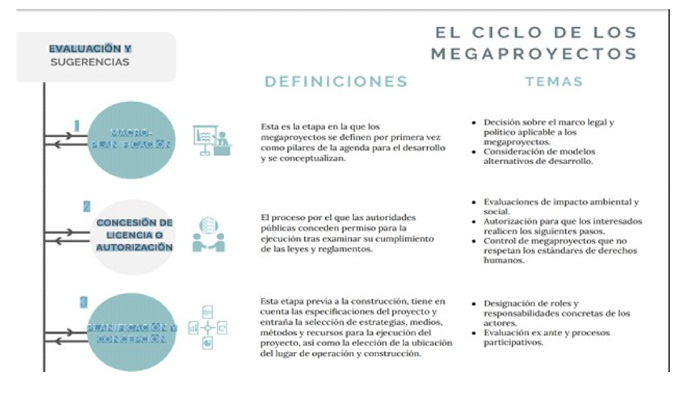 EL CICLO DE LOS
MEGAPROYECTOS
EVALUACIÓN Y
SUGERENCIAS
DEFINICIONES
TEMAS
1
MACRO-
PLANIFICACIÓN
Esta es la etapa en la que los
megaproyectos se definen por primera vez
como pilares de la agenda para el desarrollo
y se conceptualizan.
• Decisión sobre el marco legal y
político aplicable a los
megaproyectos.
• Consideración de modelos
alternativos de desarrollo.
2
CONCESIÓN DE
LICENCIA O
AUTORIZACIÓN
El proceso por el que las autoridades
públicas conceden permiso para la
ejecución tras examinar su cumplimiento
de las leyes y reglamentos.
• Evaluaciones de impacto ambiental y
social.
• Autorización para que los interesados
realicen los siguientes pasos.
• Control de megaproyectos que no
respetan los estándares de derechos
humanos.
3
PLANIFICACIÓN Y
CONCEPCIÓN
Esta etapa previa a la construcción, tiene en
cuenta las especificaciones del proyecto y
entraña la selección de estrategias, medios,
métodos y recursos para la ejecución del
proyecto, así como la elección de la ubicación
del lugar de operación y construcción.
• Designación de roles y
responsabilidades concretas de los
actores.
• Evaluación ex ante y procesos
participativos.